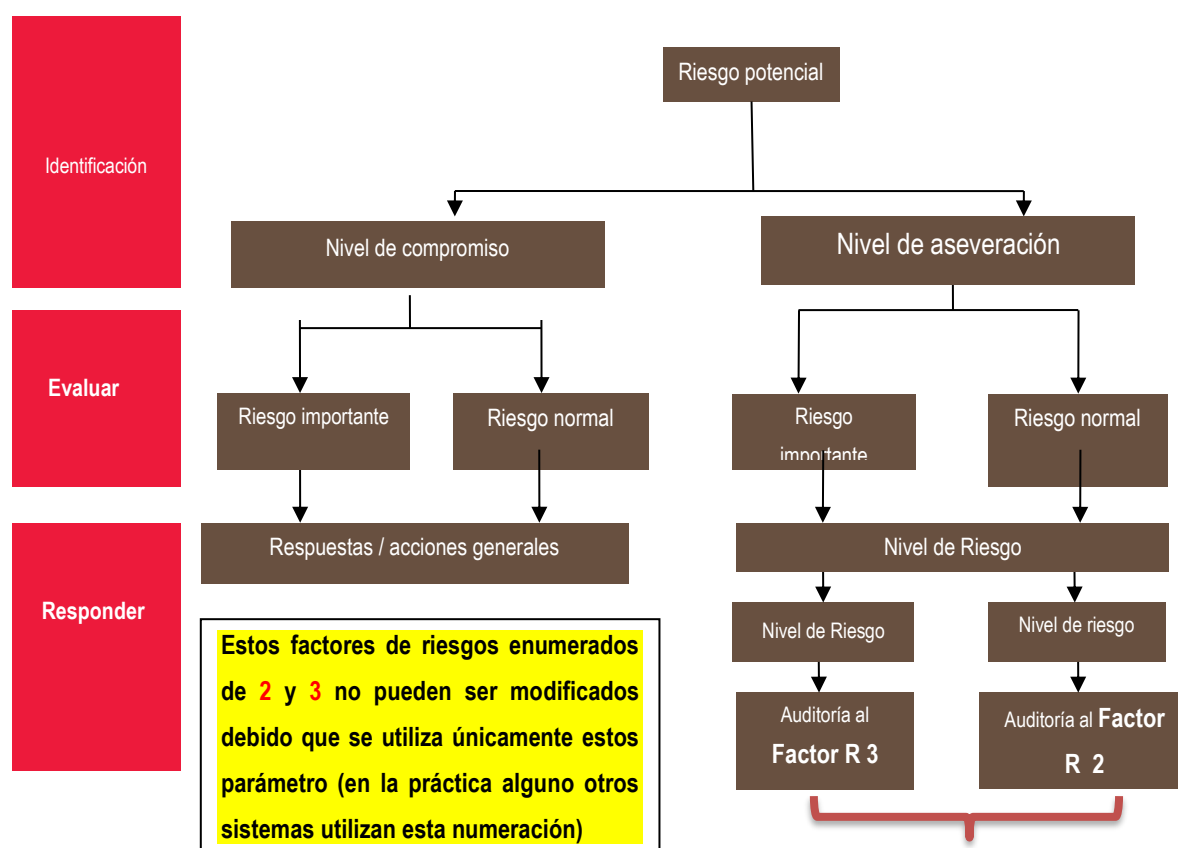 Riesgo potencial
Identificación
Nivel de compromiso
Nivel de aseveración
Evaluar
Riesgo importante
Riesgo normal
Riesgo
importante
Riesgo normal
Respuestas / acciones generales
Nivel de Riesgo
Responder
Nivel de Riesgo
Nivel de riesgo
Auditoría al
Factor R 3
Auditoría al Factor
R 2
Estos factores de riesgos enumerados
de 2 y 3 no pueden ser modificados
debido que se utiliza únicamente estos
parámetro (en la práctica alguno otros
sistemas utilizan esta numeración)